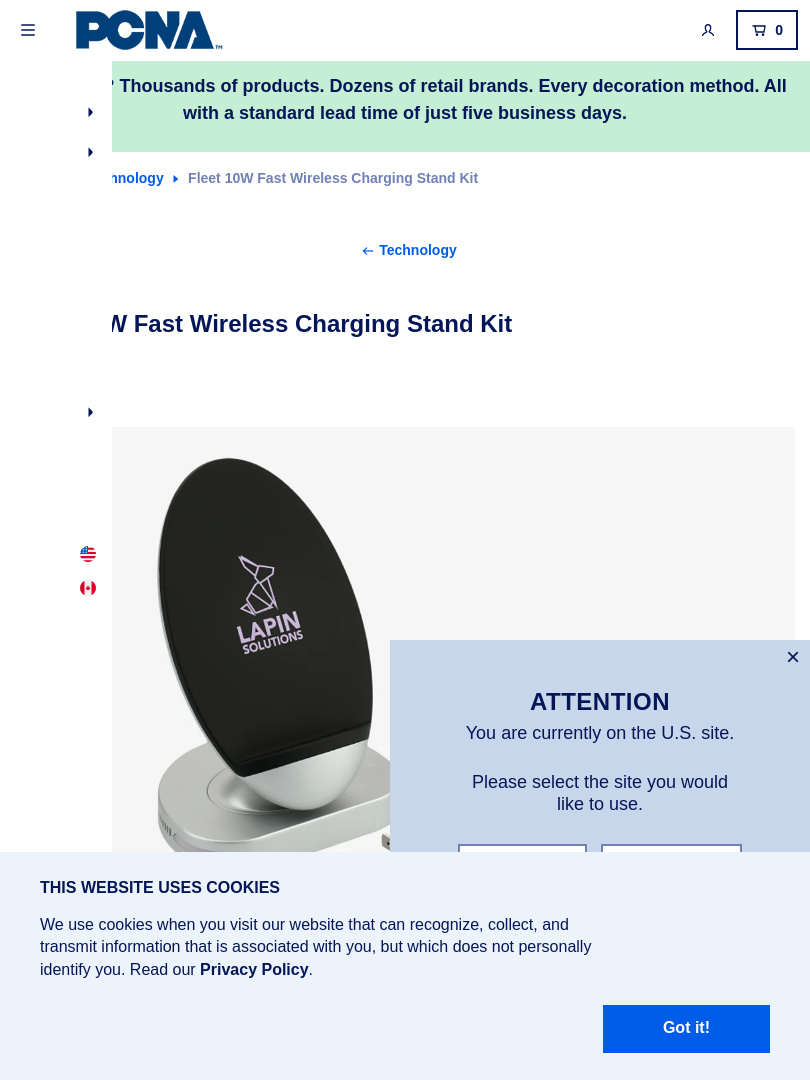 PCNA™
0
? Thousands of products. Dozens of retail brands. Every decoration method. All
with a standard lead time of just five business days.
hnology
Fleet 10W Fast Wireless Charging Stand Kit
← Technology
W Fast Wireless Charging Stand Kit
LAPIN
SOLUTIONS
ATTENTION
You are currently on the U.S. site.
Please select the site you would
like to use.
THIS WEBSITE USES COOKIES
We use cookies when you visit our website that can recognize, collect, and
transmit information that is associated with you, but which does not personally
identify you. Read our Privacy Policy.
Got it!